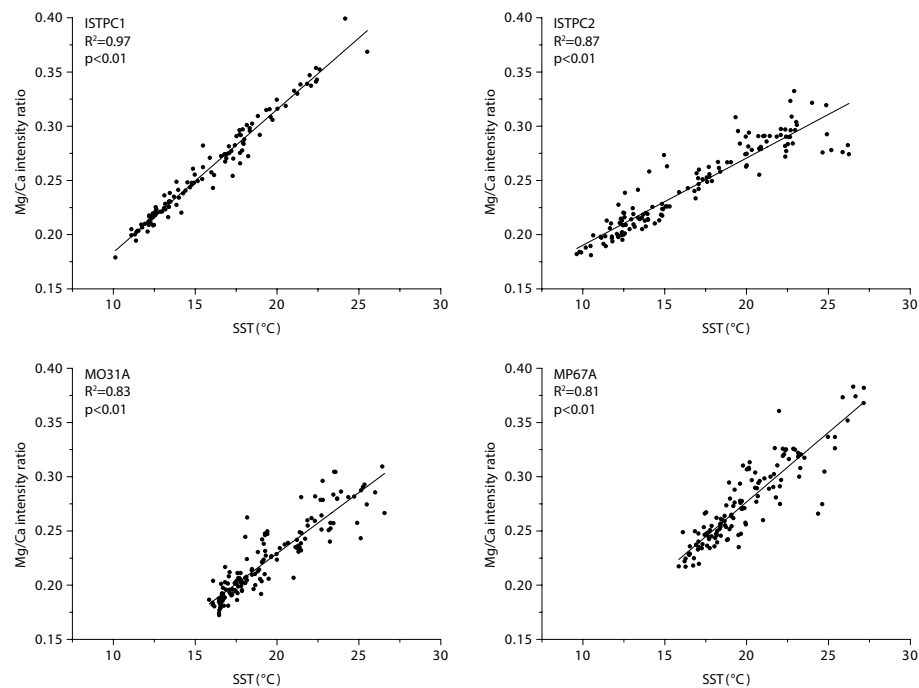 ISTPC1
R²=0.97
p<0.01
0.40
0.35
0.30
0.25
0.20
0.15
Mg/Ca intensity ratio
10 15 20 25 30
SST (°C)
ISTPC2
R²=0.87
p<0.01
0.40
0.35
0.30
0.25
0.20
0.15
Mg/Ca intensity ratio
10 15 20 25 30
SST (°C)
MO31A
R²=0.83
p<0.01
0.40
0.35
0.30
0.25
0.20
0.15
Mg/Ca intensity ratio
10 15 20 25 30
SST (°C)
MP67A
R²=0.81
p<0.01
0.40
0.35
0.30
0.25
0.20
0.15
Mg/Ca intensity ratio
10 15 20 25 30
SST (°C)